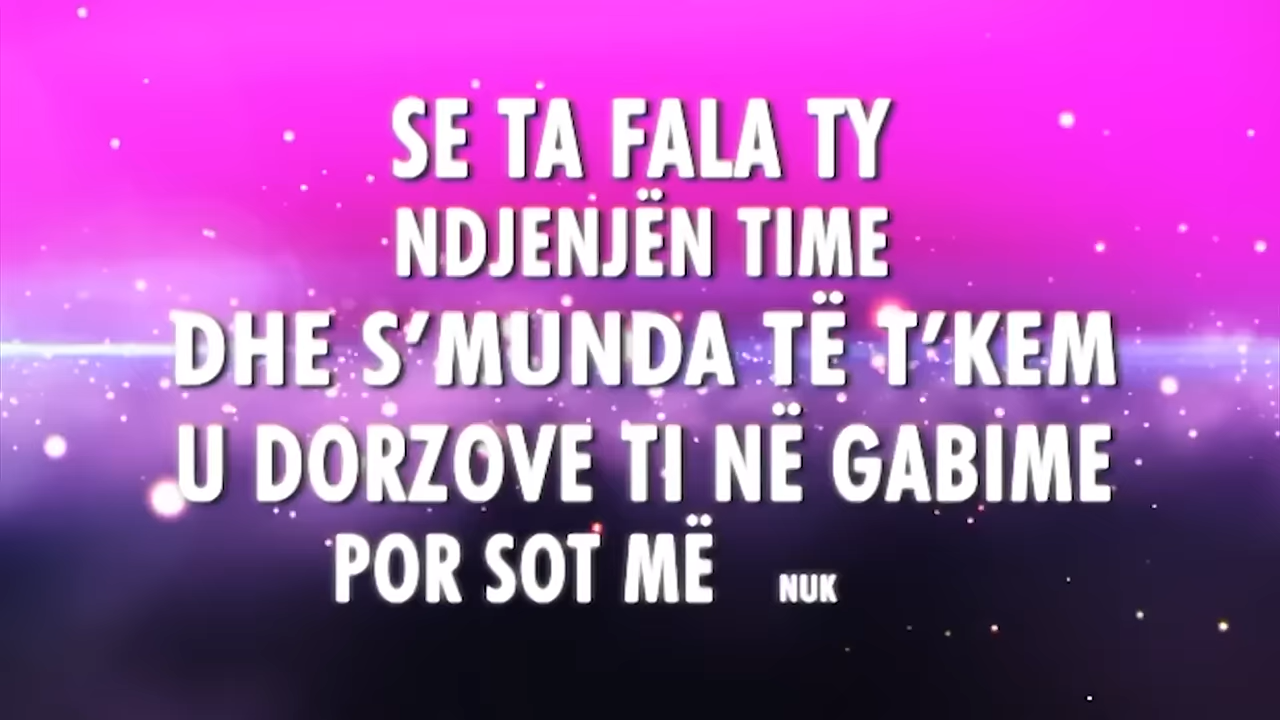 SE TA FALA TY
NDJENJËN TIME
DHE S’MUNDA TË T’KEM
U DORZOVE TI NË GABIME
POR SOT MË NUK